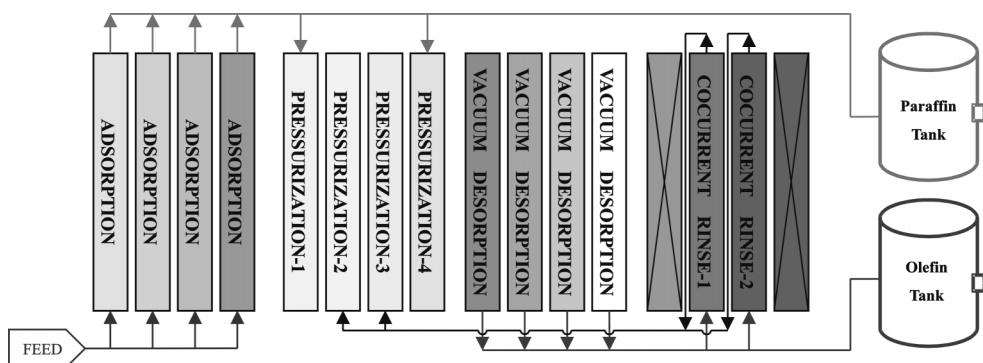 ADSORPTION
ADSORPTION
ADSORPTION
ADSORPTION
PRESSURIZATION-1
PRESSURIZATION-2
PRESSURIZATION-3
PRESSURIZATION-4
VACUUM DESORPTION
VACUUM DESORPTION
VACUUM DESORPTION
VACUUM DESORPTION
COCURRENT RINSE-1
COCURRENT RINSE-2
Paraffin
Tank
Olefin
Tank
FEED